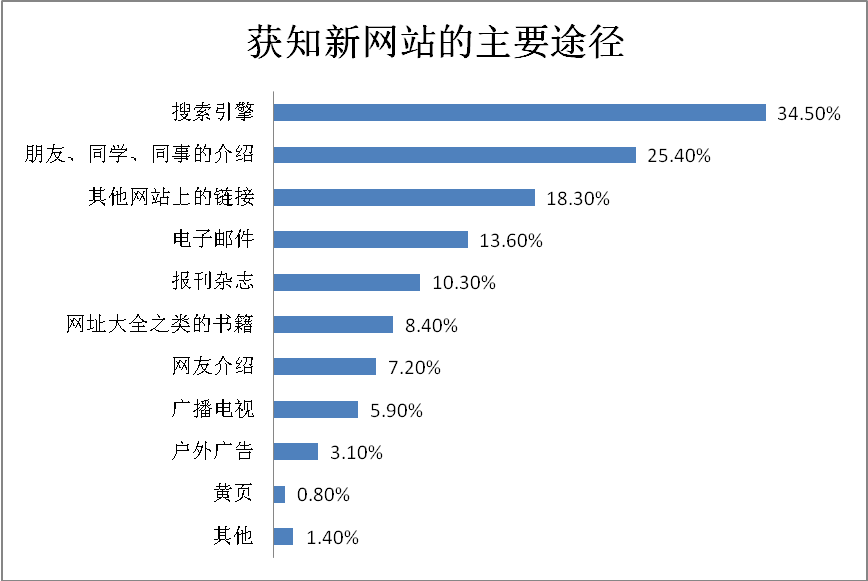 获知新网站的主要途径
搜索引擎 34.50%
朋友、同学、同事的介绍 25.40%
其他网站上的链接 18.30%
电子邮件 13.60%
报刊杂志 10.30%
网址大全之类的书籍 8.40%
网友介绍 7.20%
广播电视 5.90%
户外广告 3.10%
黄页 0.80%
其他 1.40%